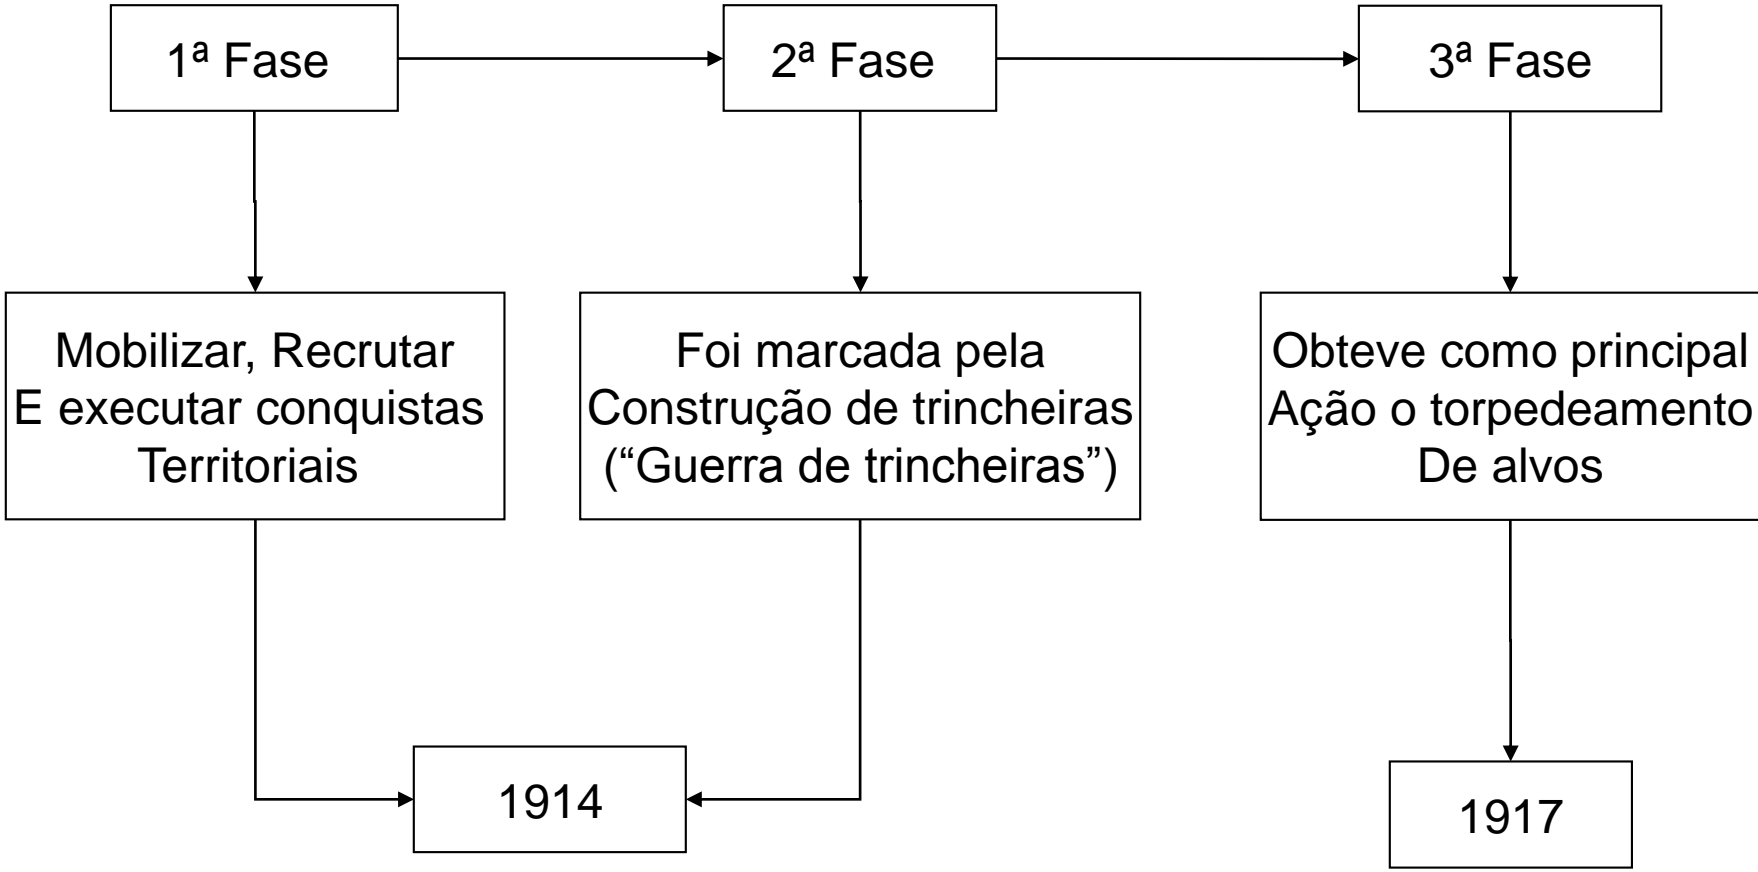 1ª Fase
2ª Fase
3ª Fase
Mobilizar, Recrutar
E executar conquistas
Territoriais
Foi marcada pela
Construção de trincheiras
(“Guerra de trincheiras”)
Obteve como principal
Ação o torpedeamento
De alvos
1914
1917